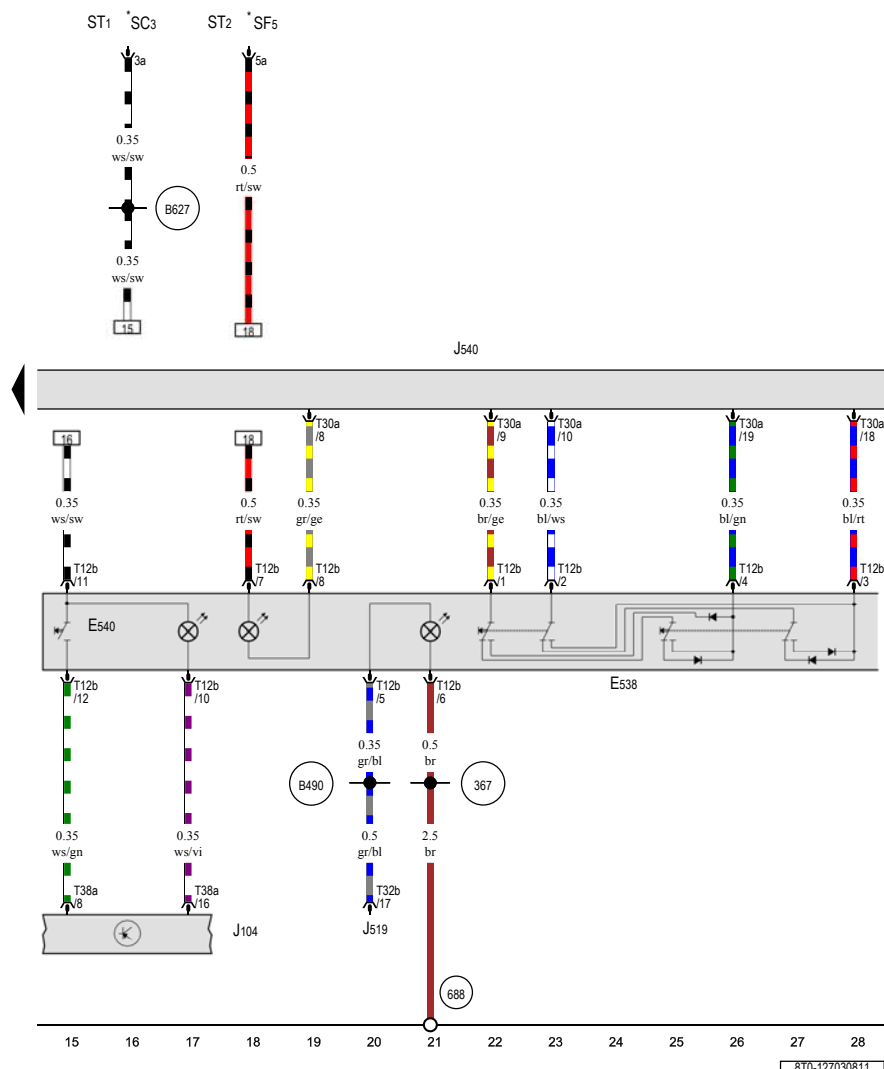 ST1 *SC3 ST2 *SF5
3a 5a
0.35
ws/sw
0.5
rt/sw
B627
0.35
ws/sw
15 18
J540
16 18
T30a
/8
T30a
/9
T30a
/10
T30a
/19
T30a
/18
0.35
ws/sw
0.5
rt/sw
0.35
gr/ge
0.35
br/ge
0.35
bl/ws
0.35
bl/gn
0.35
bl/rt
T12b
/11
T12b
/7
T12b
/8
T12b
/1
T12b
/2
T12b
/4
T12b
/3
E540
E538
T12b
/12
T12b
/10
T12b
/5
T12b
/6
0.35
gr/bl
0.5
br
B490 367
0.35
ws/gn
0.35
ws/vi
0.5
gr/bl
2.5
br
T38a
/8
T38a
/16
T32b
/17
J104 J519
688
15 16 17 18 19 20 21 22 23 24 25 26 27 28
8T0-127030811